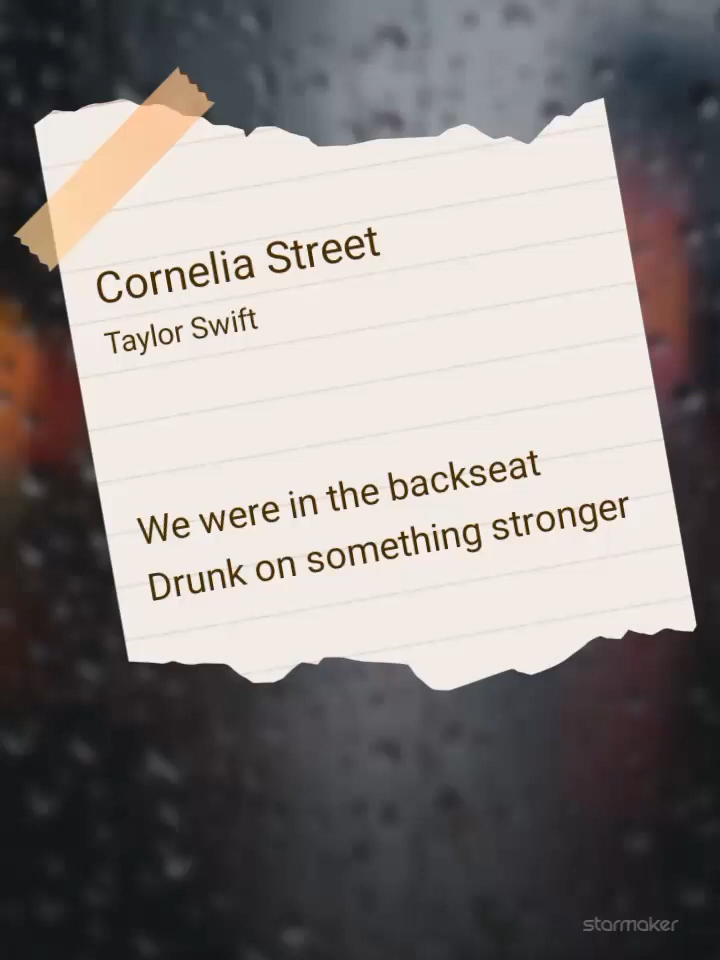 Cornelia Street
Taylor Swift
We were in the backseat
Drunk on something stronger
starmaker